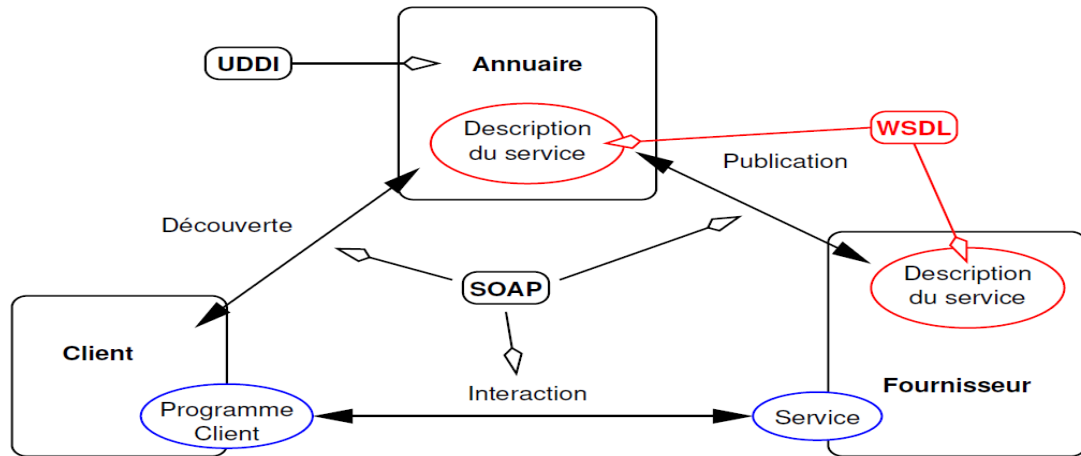 UDDI
Annuaire
Description
du service
WSDL
Publication
Découverte
SOAP
Description
du service
Client
Fournisseur
Interaction
Programme
Client
Service